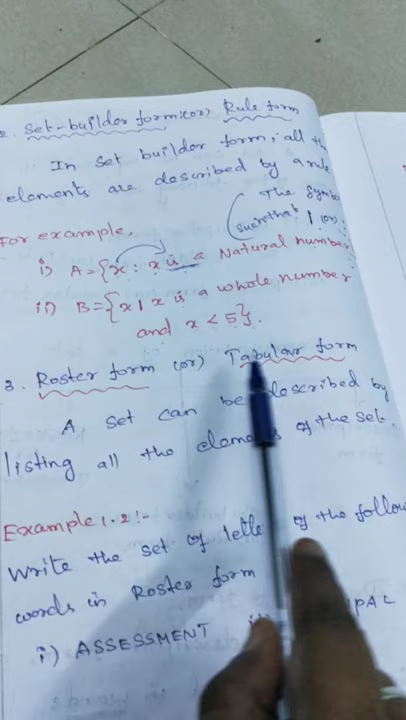 2. Set-builder form (or) Rule form
In set builder form, all the
elements are described by a rule
(The symbol
such that | (or) :
For example,
i) A={x : x is a Natural number
ii) B={x | x is a whole number
and x < 5}.
3. Roster form (or) Tabular form
A set can be described by
listing all the elements of the set.
Example 1.2 :-
Write the set of letters of the
words in Roster form
i) ASSESSMENT